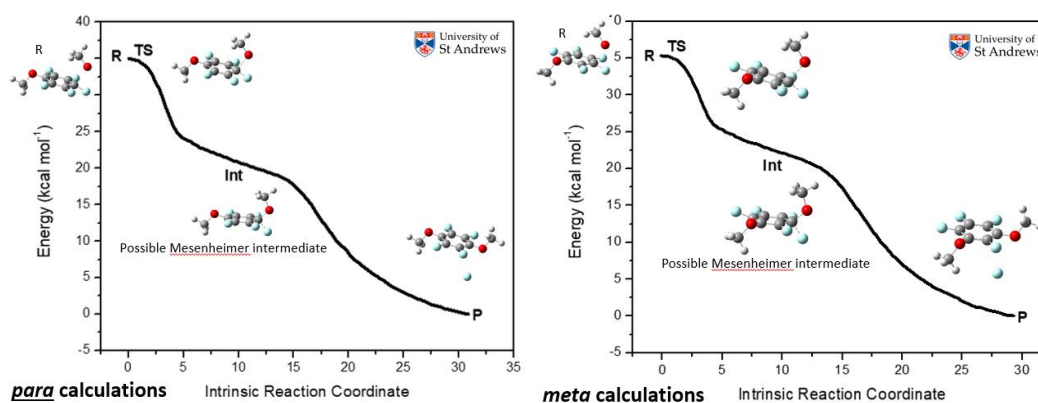 40
35
30
25
20
15
10
5
0
-5
Energy (kcal mol⁻¹)
R
R
TS
University of
St Andrews
Int
Possible Mesenheimer intermediate
P
0 5 10 15 20 25 30 35
para calculations
Intrinsic Reaction Coordinate
10
35
30
25
20
15
10
5
0
-5
Energy (kcal mol⁻¹)
R
R
TS
University of
St Andrews
Int
Possible Mesenheimer intermediate
P
0 5 10 15 20 25 30
meta calculations
Intrinsic Reaction Coordinate